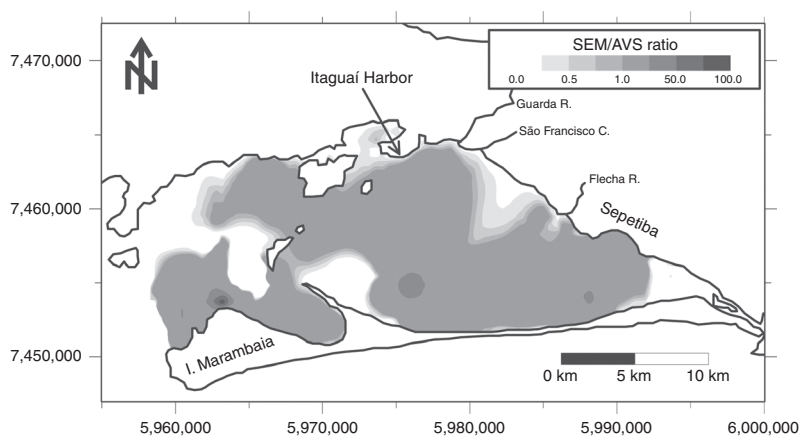 SEM/AVS ratio
0.0 0.5 1.0 50.0 100.0
7,470,000
N
Itaguaí Harbor
Guarda R.
São Francisco C.
Flecha R.
Sepetiba
7,460,000
7,450,000
I. Marambaia
0 km 5 km 10 km
5,960,000 5,970,000 5,980,000 5,990,000 6,000,000